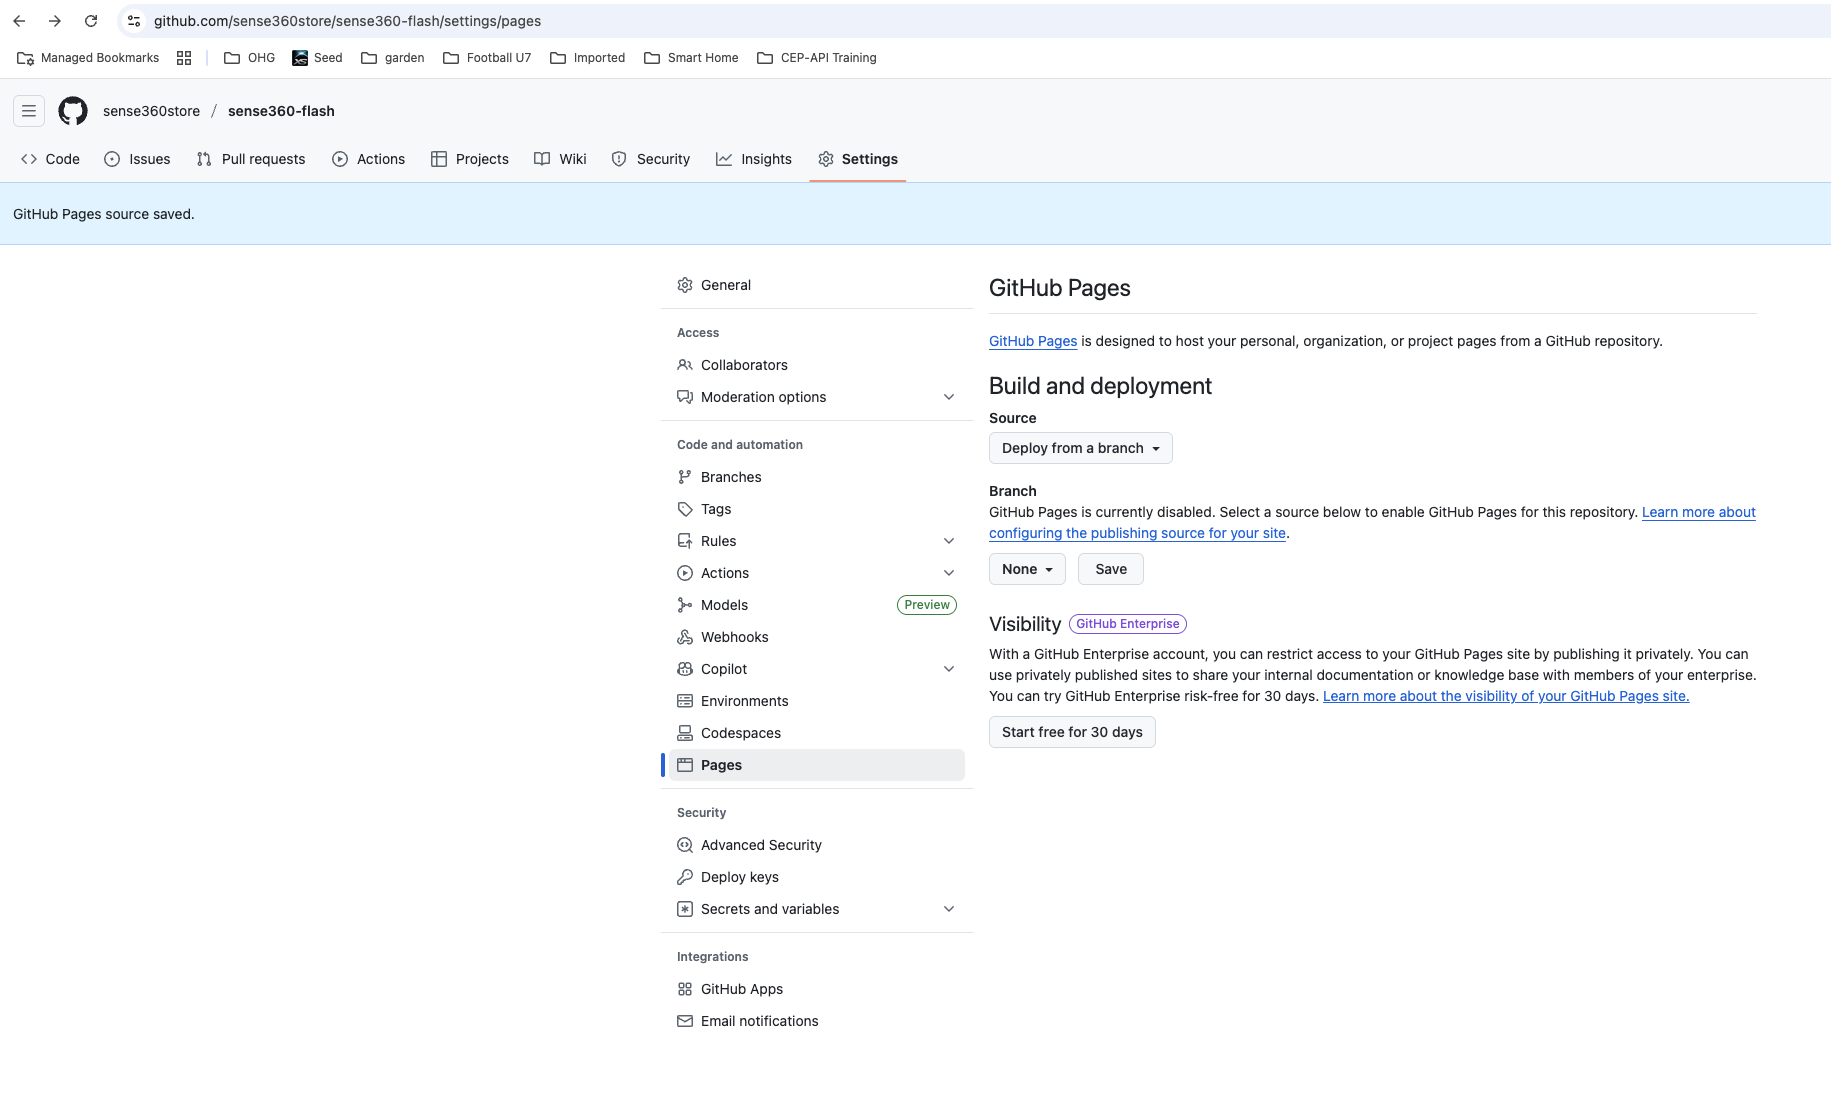 github.com/sense360store/sense360-flash/settings/pages
Managed Bookmarks OHG Seed garden Football U7 Imported Smart Home CEP-API Training
sense360store / sense360-flash
Code Issues Pull requests Actions Projects Wiki Security Insights Settings
GitHub Pages source saved.
General
Access
Collaborators
Moderation options
Code and automation
Branches
Tags
Rules
Actions
Models Preview
Webhooks
Copilot
Environments
Codespaces
Pages
Security
Advanced Security
Deploy keys
Secrets and variables
Integrations
GitHub Apps
Email notifications
GitHub Pages
GitHub Pages is designed to host your personal, organization, or project pages from a GitHub repository.
Build and deployment
Source
Deploy from a branch
Branch
GitHub Pages is currently disabled. Select a source below to enable GitHub Pages for this repository. Learn more about
configuring the publishing source for your site.
None Save
Visibility GitHub Enterprise
With a GitHub Enterprise account, you can restrict access to your GitHub Pages site by publishing it privately. You can
use privately published sites to share your internal documentation or knowledge base with members of your enterprise.
You can try GitHub Enterprise risk-free for 30 days. Learn more about the visibility of your GitHub Pages site.
Start free for 30 days